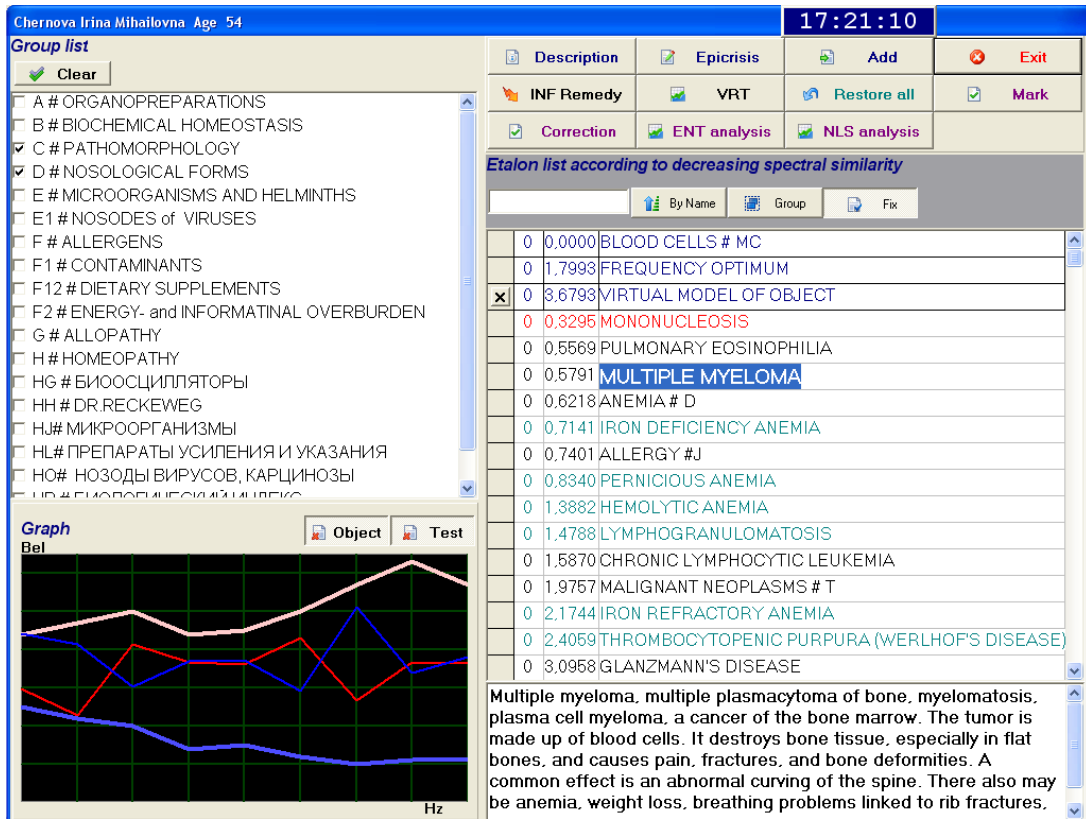 Chernova Irina Mihailovna Age 54
17:21:10
Group list
Clear
A # ORGANOPREPARATIONS
B # BIOCHEMICAL HOMEOSTASIS
C # PATHOMORPHOLOGY
D # NOSOLOGICAL FORMS
E # MICROORGANISMS AND HELMINTHS
E1 # NOSODES of VIRUSES
F # ALLERGENS
F1 # CONTAMINANTS
F12 # DIETARY SUPPLEMENTS
F2 # ENERGY- and INFORMATINAL OVERBURDEN
G # ALLOPATHY
H # HOMEOPATHY
HG # БИООСЦИЛЛЯТОРЫ
HH # DR.RECKEWEG
HJ# МИКРООРГАНИЗМЫ
HL# ПРЕПАРАТЫ УСИЛЕНИЯ И УКАЗАНИЯ
HO# НОЗОДЫ ВИРУСОВ, КАРЦИНОЗЫ
Graph
Object
Test
Bel
Hz
Description
Epicrisis
Add
Exit
INF Remedy
VRT
Restore all
Mark
Correction
ENT analysis
NLS analysis
Etalon list according to decreasing spectral similarity
By Name
Group
Fix
0 0,0000 BLOOD CELLS # MC
0 1,7993 FREQUENCY OPTIMUM
0 3,6793 VIRTUAL MODEL OF OBJECT
0 0,3295 MONONUCLEOSIS
0 0,5569 PULMONARY EOSINOPHILIA
0 0,5791 MULTIPLE MYELOMA
0 0,6218 ANEMIA # D
0 0,7141 IRON DEFICIENCY ANEMIA
0 0,7401 ALLERGY #J
0 0,8340 PERNICIOUS ANEMIA
0 1,3882 HEMOLYTIC ANEMIA
0 1,4788 LYMPHOGRANULOMATOSIS
0 1,5870 CHRONIC LYMPHOCYTIC LEUKEMIA
0 1,9757 MALIGNANT NEOPLASMS # T
0 2,1744 IRON REFRACTORY ANEMIA
0 2,4059 THROMBOCYTOPENIC PURPURA (WERLHOF'S DISEASE)
0 3,0958 GLANZMANN'S DISEASE
Multiple myeloma, multiple plasmacytoma of bone, myelomatosis,
plasma cell myeloma, a cancer of the bone marrow. The tumor is
made up of blood cells. It destroys bone tissue, especially in flat
bones, and causes pain, fractures, and bone deformities. A
common effect is an abnormal curving of the spine. There also may
be anemia, weight loss, breathing problems linked to rib fractures,